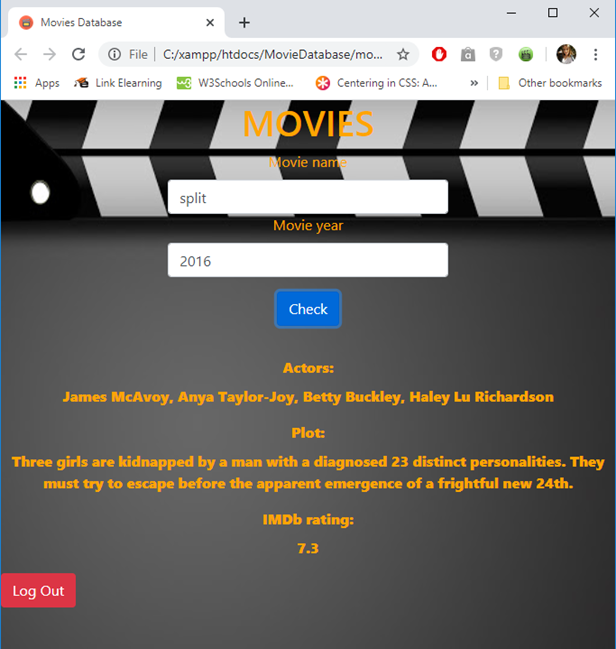 Movies Database
File | C:/xampp/htdocs/MovieDatabase/mo...
Apps Link Elearning W3Schools Online... Centering in CSS: A... » Other bookmarks
MOVIES
Movie name
split
Movie year
2016
Check
Actors:
James McAvoy, Anya Taylor-Joy, Betty Buckley, Haley Lu Richardson
Plot:
Three girls are kidnapped by a man with a diagnosed 23 distinct personalities. They
must try to escape before the apparent emergence of a frightful new 24th.
IMDb rating:
7.3
Log Out